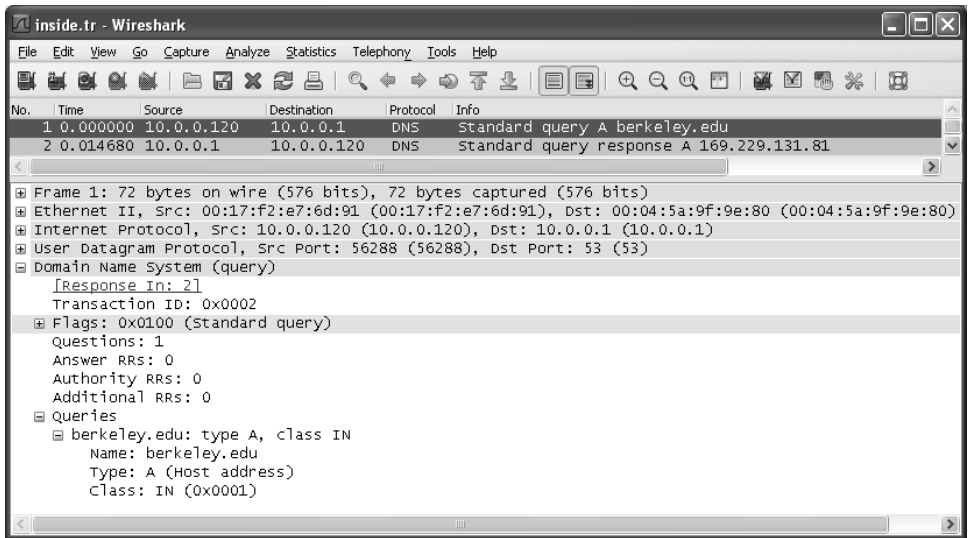 inside.tr - Wireshark
File Edit View Go Capture Analyze Statistics Telephony Tools Help
No. Time Source Destination Protocol Info
1 0.000000 10.0.0.120 10.0.0.1 DNS Standard query A berkeley.edu
2 0.014680 10.0.0.1 10.0.0.120 DNS Standard query response A 169.229.131.81
Frame 1: 72 bytes on wire (576 bits), 72 bytes captured (576 bits)
Ethernet II, Src: 00:17:f2:e7:6d:91 (00:17:f2:e7:6d:91), Dst: 00:04:5a:9f:9e:80 (00:04:5a:9f:9e:80)
Internet Protocol, Src: 10.0.0.120 (10.0.0.120), Dst: 10.0.0.1 (10.0.0.1)
User Datagram Protocol, Src Port: 56288 (56288), Dst Port: 53 (53)
Domain Name System (query)
[Response In: 2]
Transaction ID: 0x0002
Flags: 0x0100 (Standard query)
Questions: 1
Answer RRs: 0
Authority RRs: 0
Additional RRs: 0
Queries
berkeley.edu: type A, class IN
Name: berkeley.edu
Type: A (Host address)
Class: IN (0x0001)